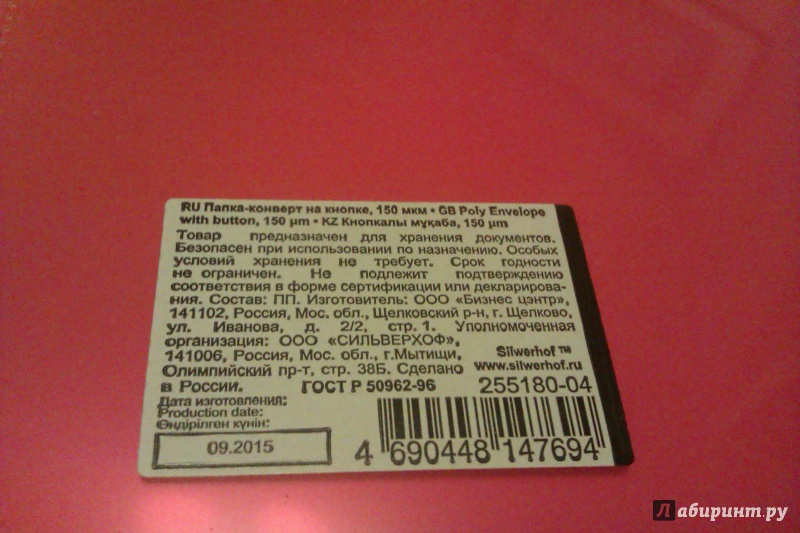 RU Папка-конверт на кнопке, 150 мкм • GB Poly Envelope
with button, 150 µm • KZ Кнопкалы мұқаба, 150 µm
Товар предназначен для хранения документов.
Безопасен при использовании по назначению. Особых
условий хранения не требует. Срок годности
не ограничен. Не подлежит подтверждению
соответствия в форме сертификации или декларирова-
ния. Состав: ПП. Изготовитель: ООО «Бизнес цэнтр»,
141102, Россия, Мос. обл., Щелковский р-н, г. Щелково,
ул. Иванова, д. 2/2, стр. 1. Уполномоченная
организация: ООО «СИЛЬВЕРХОФ»,
141006, Россия, Мос. обл., г.Мытищи,
Олимпийский пр-т, стр. 38Б. Сделано
в России. ГОСТ Р 50962-96
Silwerhof ™
www.silwerhof.ru
255180-04
Дата изготовления:
Production date:
Өндірілген күнін:
09.2015
4 690448 147694
Лабиринт.ру